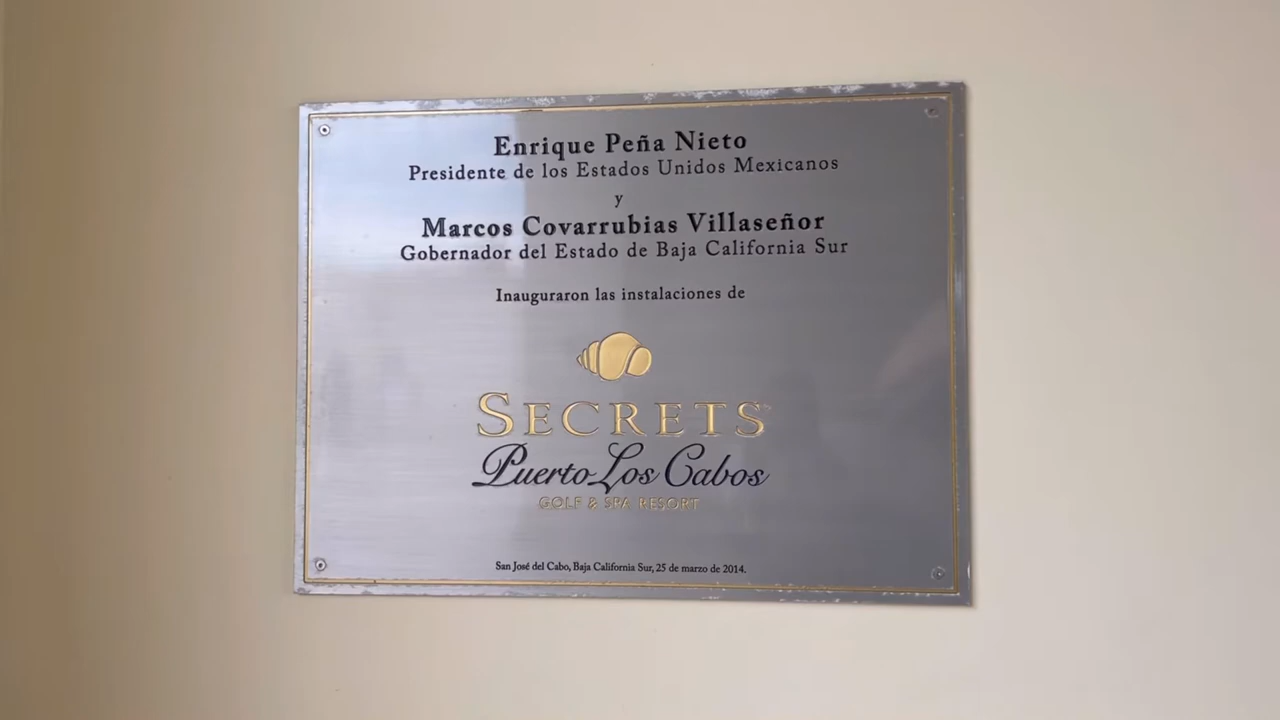 Enrique Peña Nieto
Presidente de los Estados Unidos Mexicanos
y
Marcos Covarrubias Villaseñor
Gobernador del Estado de Baja California Sur
Inauguraron las instalaciones de
SECRETS
Puerto Los Cabos
GOLF & SPA RESORT
San José del Cabo, Baja California Sur, 25 de marzo de 2014.